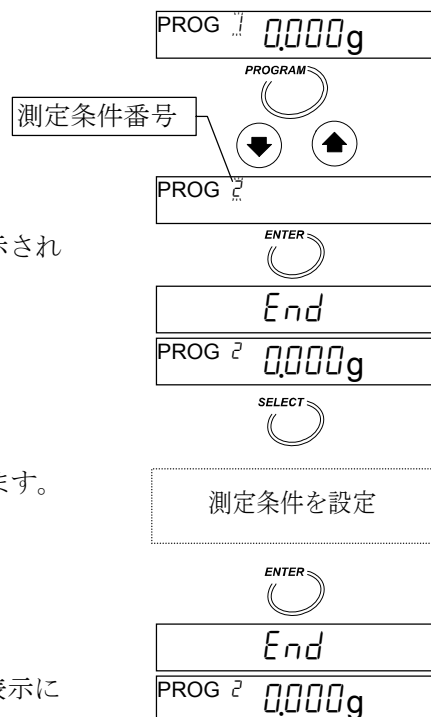 PROG 1 0.000g
PROGRAM
測定条件番号
PROG 2
示され
ENTER
End
PROG 2 0.000g
SELECT
ます。
測定条件を設定
ENTER
End
表示に
PROG 2 0.000g